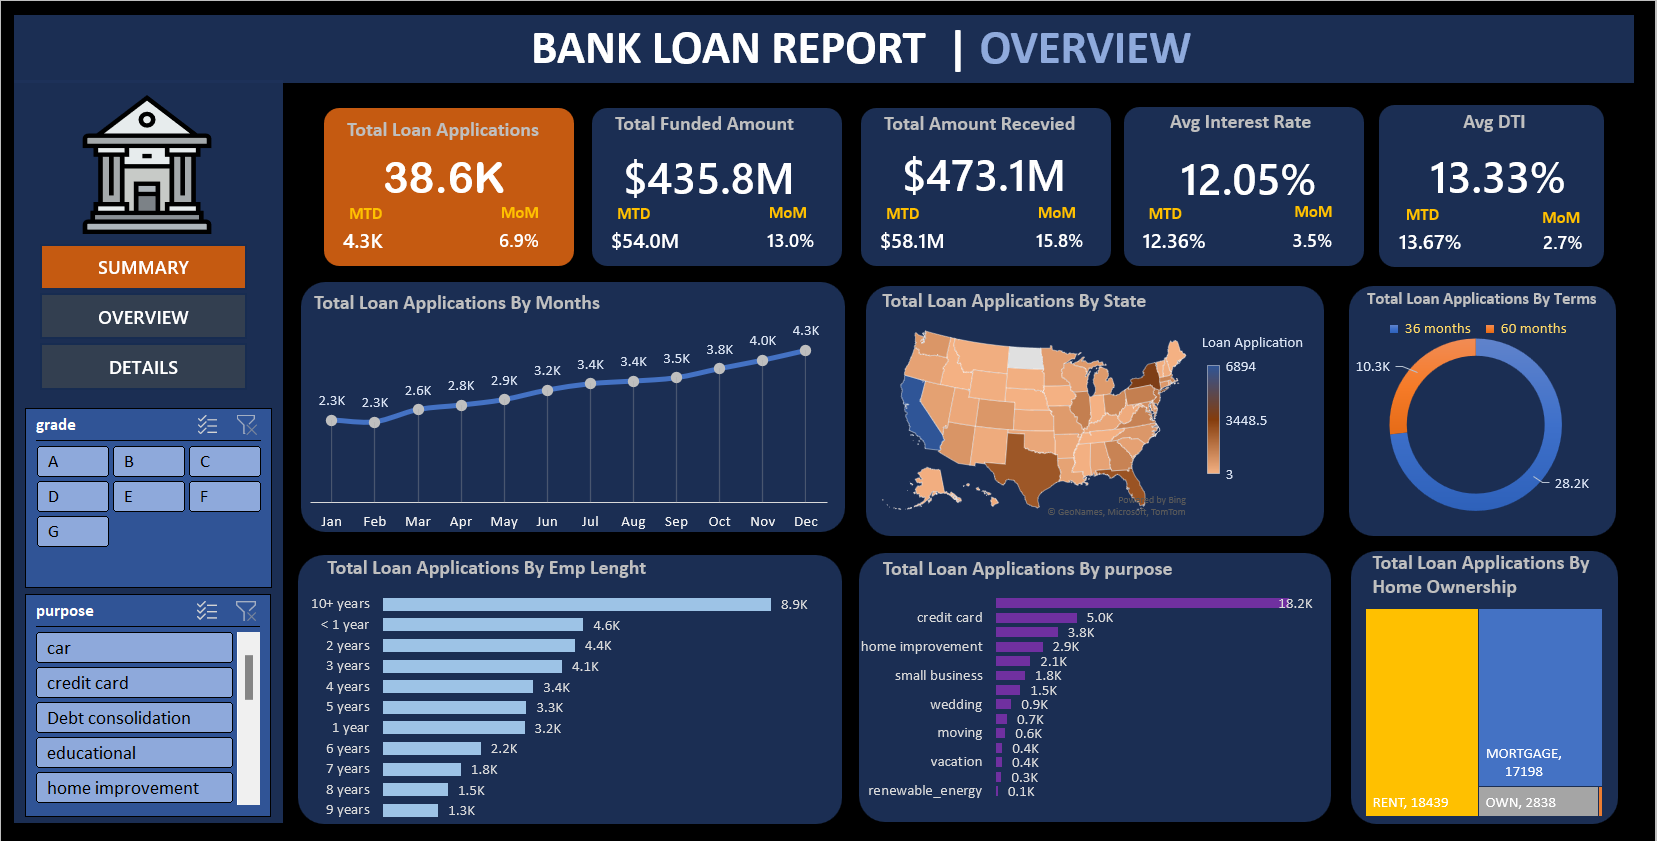 BANK LOAN REPORT | OVERVIEW
SUMMARY
OVERVIEW
DETAILS
grade
A B C
D E F
G
purpose
car
credit card
Debt consolidation
educational
home improvement
Total Loan Applications
38.6K
MTD MoM
4.3K 6.9%
Total Funded Amount
$435.8M
MTD MoM
$54.0M 13.0%
Total Amount Recevied
$473.1M
MTD MoM
$58.1M 15.8%
Avg Interest Rate
12.05%
MTD MoM
12.36% 3.5%
Avg DTI
13.33%
MTD MoM
13.67% 2.7%
Total Loan Applications By Months
2.3K 2.3K 2.6K 2.8K 2.9K 3.2K 3.4K 3.4K 3.5K 3.8K 4.0K 4.3K
Jan Feb Mar Apr May Jun Jul Aug Sep Oct Nov Dec
Total Loan Applications By State
Loan Application
6894
3448.5
3
Powered by Bing
© GeoNames, Microsoft, TomTom
Total Loan Applications By Terms
36 months 60 months
10.3K
28.2K
Total Loan Applications By Emp Lenght
10+ years 8.9K
< 1 year 4.6K
2 years 4.4K
3 years 4.1K
4 years 3.4K
5 years 3.3K
1 year 3.2K
6 years 2.2K
7 years 1.8K
8 years 1.5K
9 years 1.3K
Total Loan Applications By purpose
18.2K
credit card 5.0K
3.8K
home improvement 2.9K
2.1K
small business 1.8K
1.5K
wedding 0.9K
0.7K
moving 0.6K
0.4K
vacation 0.4K
0.3K
renewable_energy 0.1K
Total Loan Applications By
Home Ownership
MORTGAGE,
17198
RENT, 18439
OWN, 2838